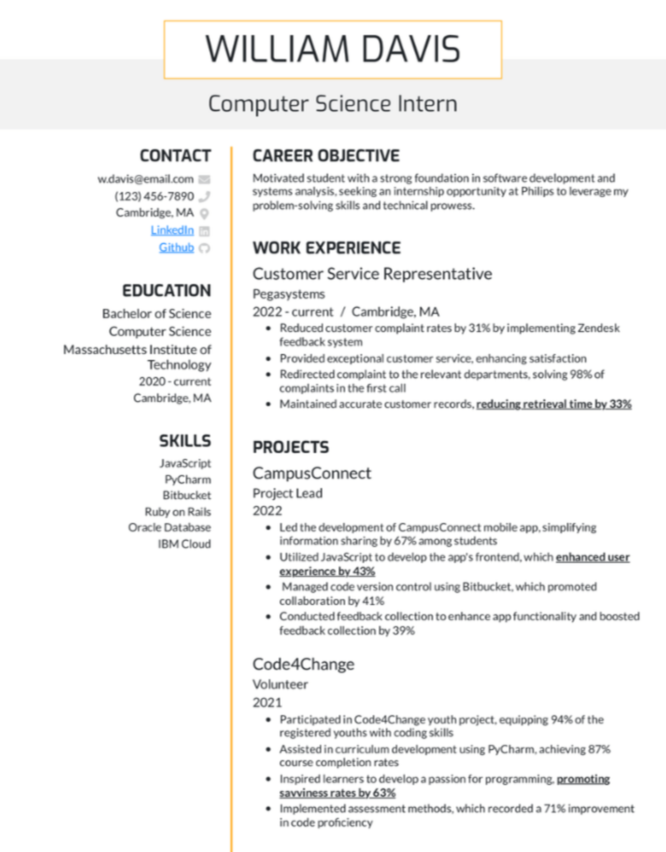 WILLIAM DAVIS
Computer Science Intern
CONTACT
w.davis@email.com
(123) 456-7890
Cambridge, MA
LinkedIn
Github
EDUCATION
Bachelor of Science
Computer Science
Massachusetts Institute of
Technology
2020 - current
Cambridge, MA
SKILLS
JavaScript
PyCharm
Bitbucket
Ruby on Rails
Oracle Database
IBM Cloud
CAREER OBJECTIVE
Motivated student with a strong foundation in software development and
systems analysis, seeking an internship opportunity at Philips to leverage my
problem-solving skills and technical prowess.
WORK EXPERIENCE
Customer Service Representative
Pegasystems
2022 - current / Cambridge, MA
• Reduced customer complaint rates by 31% by implementing Zendesk
feedback system
• Provided exceptional customer service, enhancing satisfaction
• Redirected complaint to the relevant departments, solving 98% of
complaints in the first call
• Maintained accurate customer records, reducing retrieval time by 33%
PROJECTS
CampusConnect
Project Lead
2022
• Led the development of CampusConnect mobile app, simplifying
information sharing by 67% among students
• Utilized JavaScript to develop the app's frontend, which enhanced user
experience by 43%
• Managed code version control using Bitbucket, which promoted
collaboration by 41%
• Conducted feedback collection to enhance app functionality and boosted
feedback collection by 39%
Code4Change
Volunteer
2021
• Participated in Code4Change youth project, equipping 94% of the
registered youths with coding skills
• Assisted in curriculum development using PyCharm, achieving 87%
course completion rates
• Inspired learners to develop a passion for programming, promoting
savviness rates by 63%
• Implemented assessment methods, which recorded a 71% improvement
in code proficiency